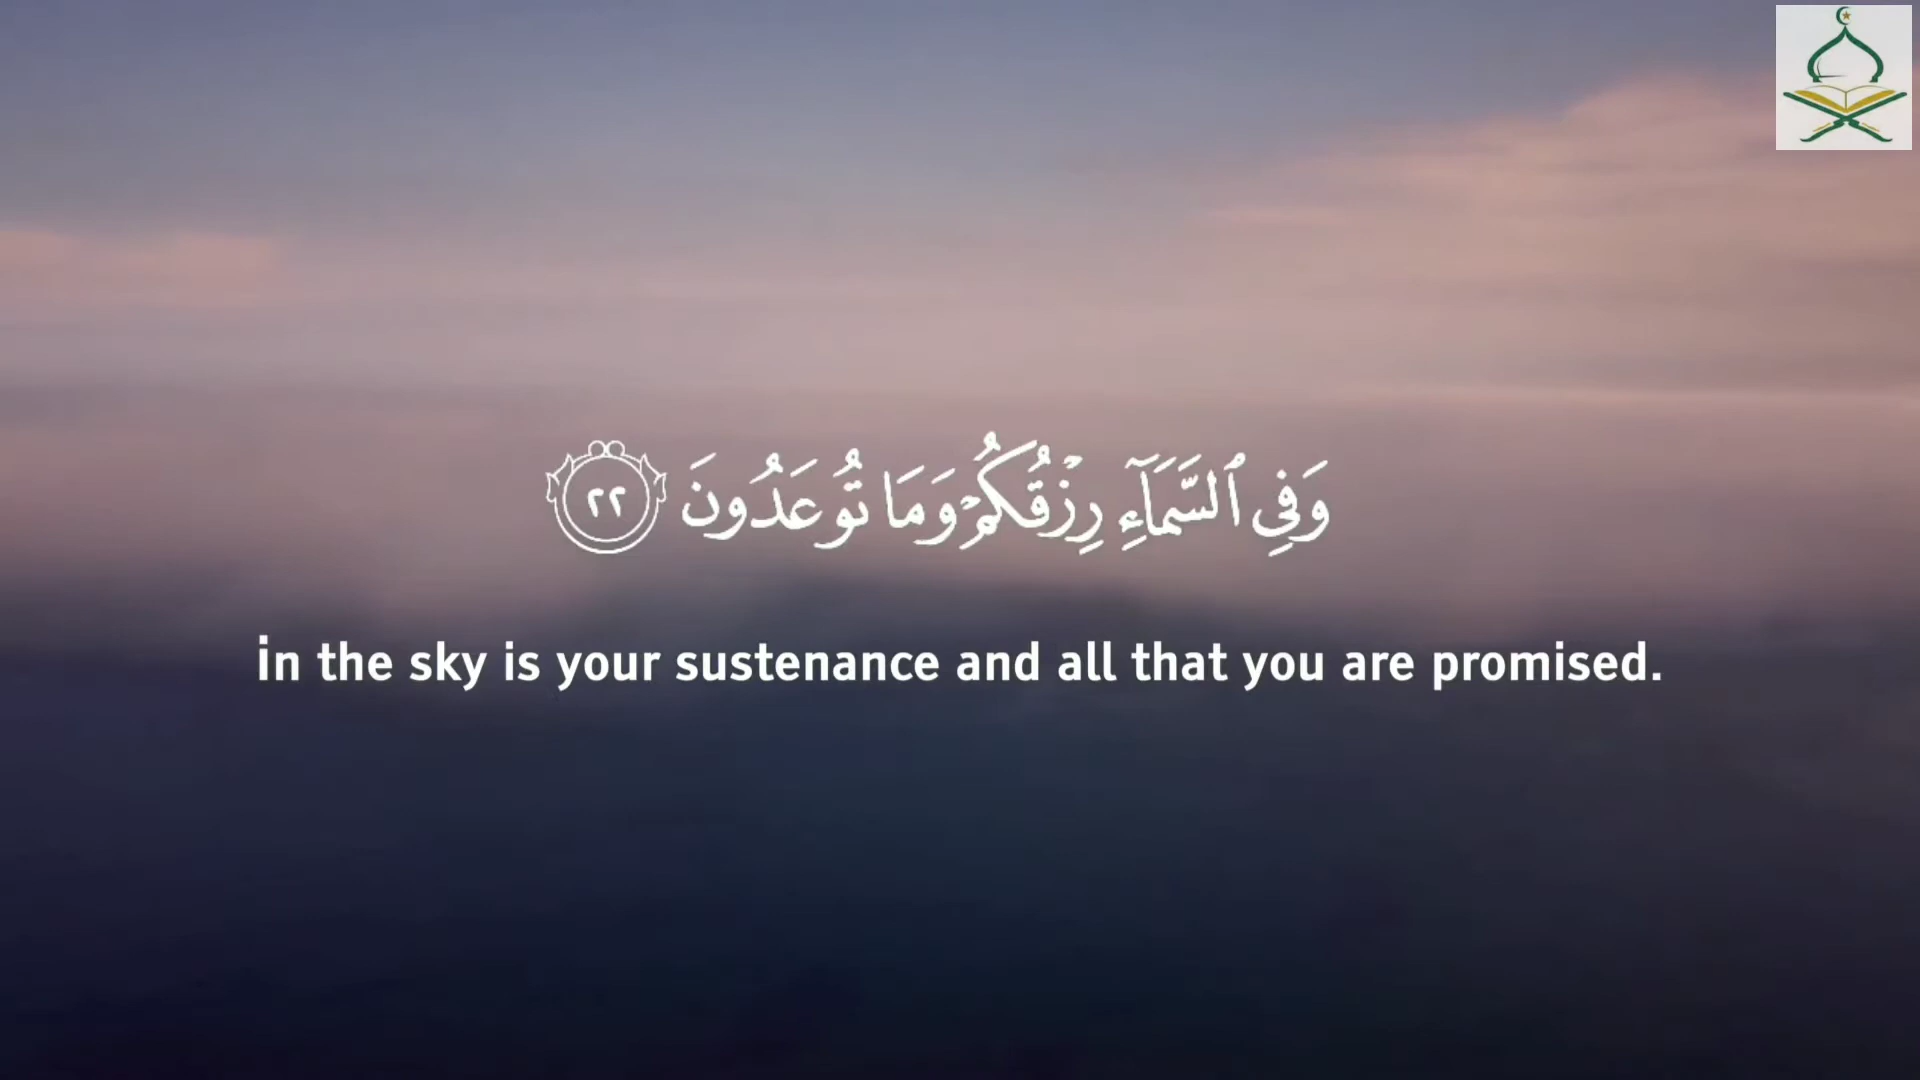 وَفِي ٱلسَّمَآءِ رِزۡقُكُمۡ وَمَا تُوعَدُونَ ٢٢
in the sky is your sustenance and all that you are promised.